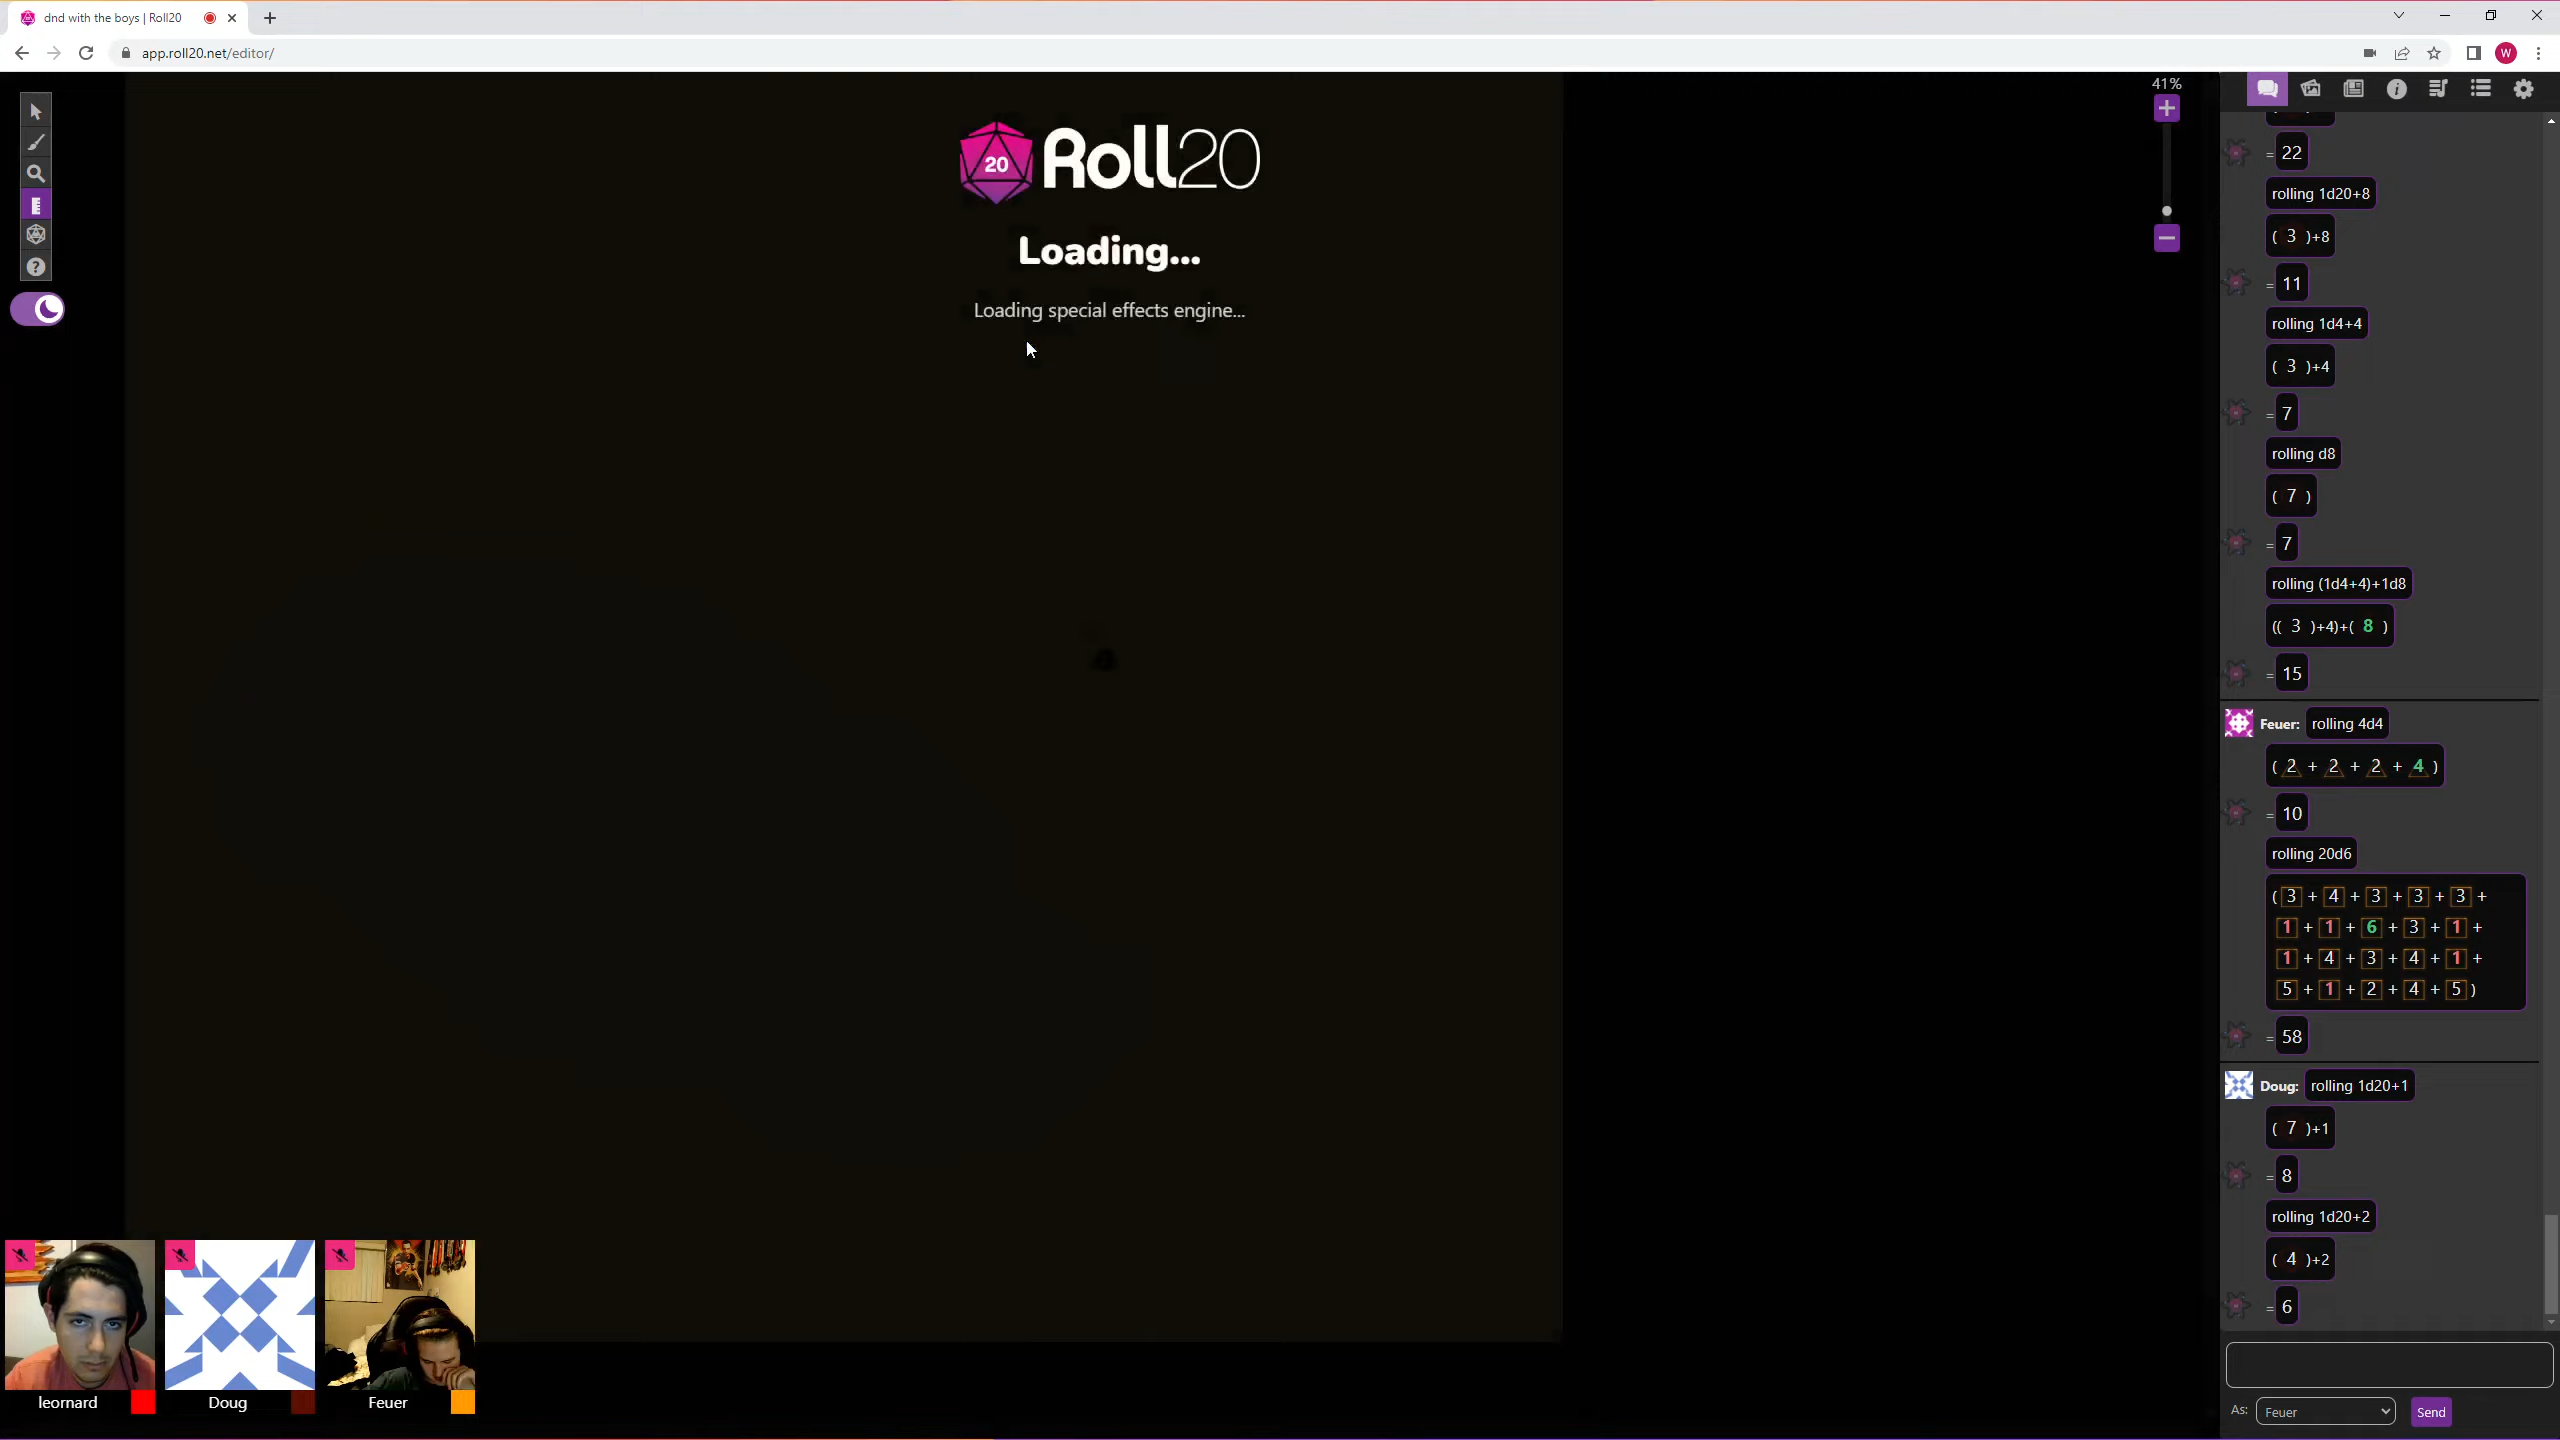 dnd with the boys | Roll20
app.roll20.net/editor/
W
41%
20 Roll20
Loading...
Loading special effects engine...
= 22
rolling 1d20+8
( 3 )+8
= 11
rolling 1d4+4
( 3 )+4
= 7
rolling d8
( 7 )
= 7
rolling (1d4+4)+1d8
(( 3 )+4)+( 8 )
= 15
Feuer: rolling 4d4
( 2 + 2 + 2 + 4 )
= 10
rolling 20d6
( 3 + 4 + 3 + 3 + 3 +
1 + 1 + 6 + 3 + 1 +
1 + 4 + 3 + 4 + 1 +
5 + 1 + 2 + 4 + 5 )
= 58
Doug: rolling 1d20+1
( 7 )+1
= 8
rolling 1d20+2
( 4 )+2
= 6
As: Feuer Send
leornard
Doug
Feuer